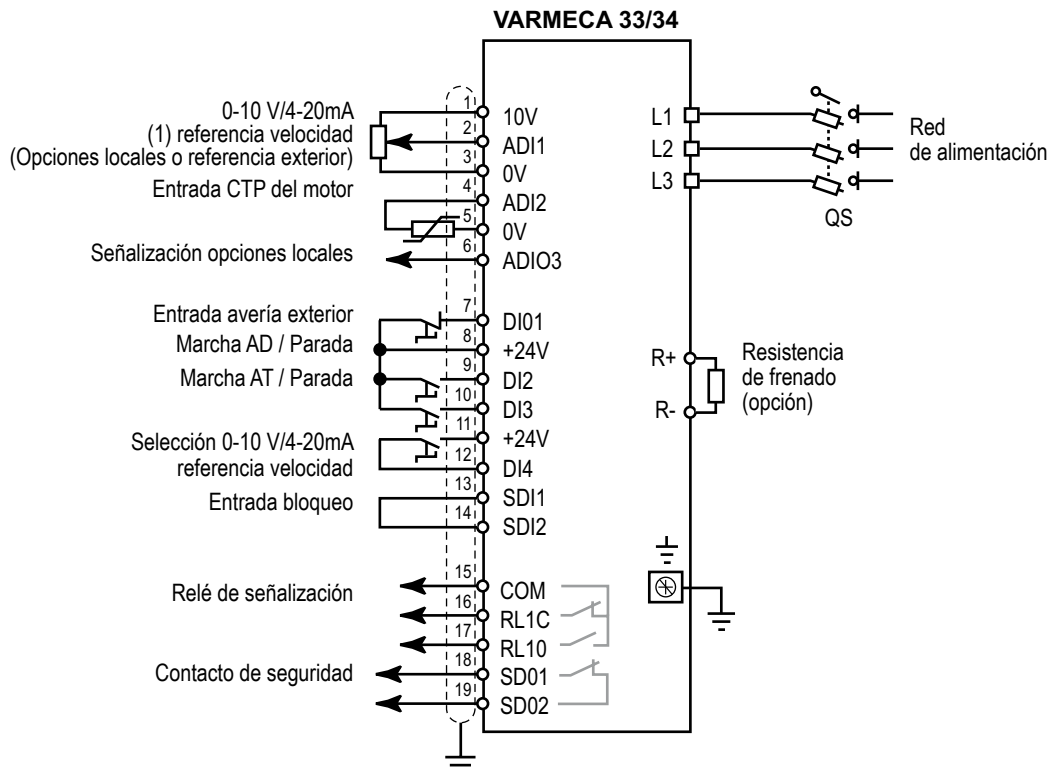 VARMECA 33/34
0-10 V/4-20mA
(1) referencia velocidad
(Opciones locales o referencia exterior)
Entrada CTP del motor
Señalización opciones locales
Entrada avería exterior
Marcha AD / Parada
Marcha AT / Parada
Selección 0-10 V/4-20mA
referencia velocidad
Entrada bloqueo
Relé de señalización
Contacto de seguridad
1 10V
2 ADI1
3 0V
4 ADI2
5 0V
6 ADIO3
7 DI01
8 +24V
9 DI2
10 DI3
11 +24V
12 DI4
13 SDI1
14 SDI2
15 COM
16 RL1C
17 RL10
18 SD01
19 SD02
L1
L2
L3
QS
Red
de alimentación
R+
R-
Resistencia
de frenado
(opción)